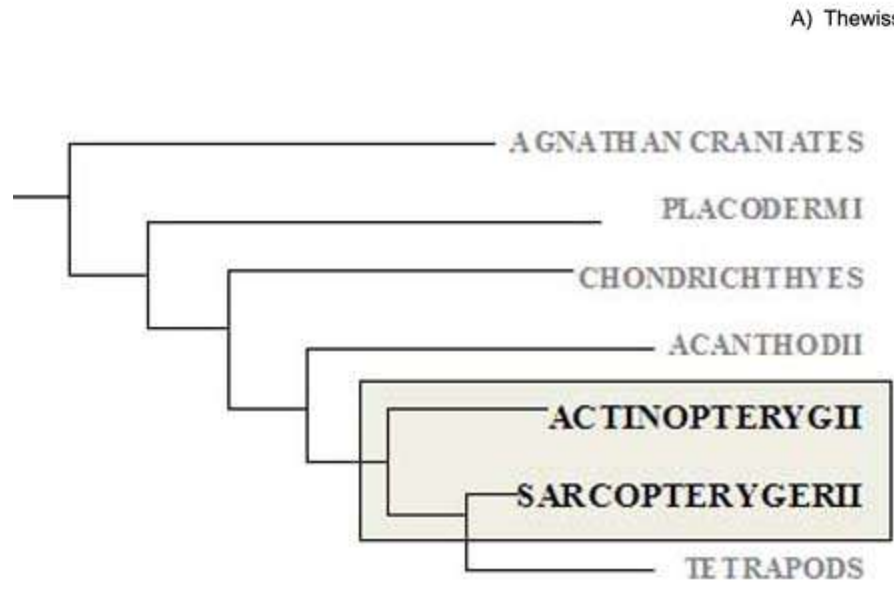 A) Thewiss
AGNATHAN CRANIATES
PLACODERMI
CHONDRICHTHYES
ACANTHODII
ACTINOPTERYGII
SARCOPTERYGERII
TETRAPODS